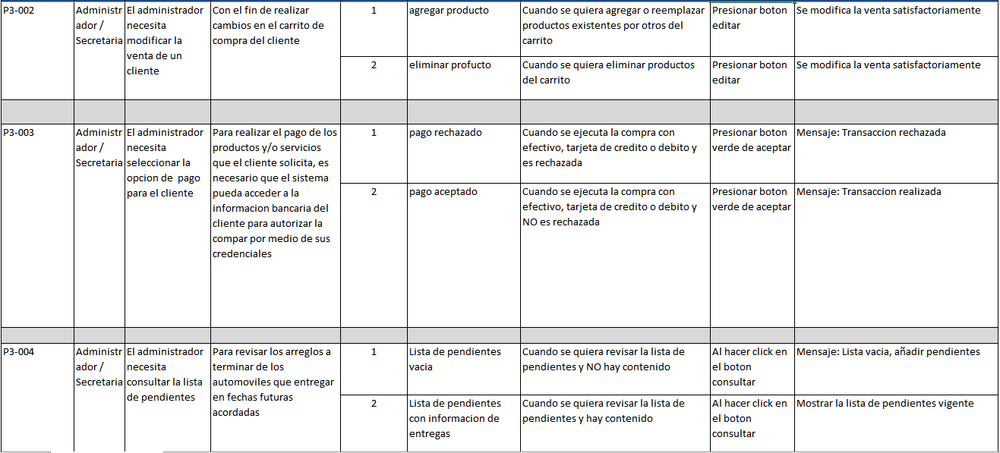 P3-002
Administr
ador /
Secretaria
El administrador
necesita
modificar la
venta de un
cliente
Con el fin de realizar
cambios en el carrito de
compra del cliente
1
agregar producto
Cuando se quiera agregar o reemplazar
productos existentes por otros del
carrito
Presionar boton
editar
Se modifica la venta satisfactoriamente
2
eliminar profucto
Cuando se quiera eliminar productos
del carrito
Presionar boton
editar
Se modifica la venta satisfactoriamente
P3-003
Administr
ador /
Secretaria
El administrador
necesita
seleccionar la
opcion de pago
para el cliente
Para realizar el pago de los
productos y/o servicios
que el cliente solicita, es
necesario que el sistema
pueda acceder a la
informacion bancaria del
cliente para autorizar la
compar por medio de sus
credenciales
1
pago rechazado
Cuando se ejecuta la compra con
efectivo, tarjeta de credito o debito y
es rechazada
Presionar boton
verde de aceptar
Mensaje: Transaccion rechazada
2
pago aceptado
Cuando se ejecuta la compra con
efectivo, tarjeta de credito o debito y
NO es rechazada
Presionar boton
verde de aceptar
Mensaje: Transaccion realizada
P3-004
Administr
ador /
Secretaria
El administrador
necesita
consultar la lista
de pendientes
Para revisar los arreglos a
terminar de los
automoviles que entregar
en fechas futuras
acordadas
1
Lista de pendientes
vacia
Cuando se quiera revisar la lista de
pendientes y NO hay contenido
Al hacer click en
el boton
consultar
Mensaje: Lista vacia, añadir pendientes
2
Lista de pendientes
con informacion de
entregas
Cuando se quiera revisar la lista de
pendientes y hay contenido
Al hacer click en
el boton
consultar
Mostrar la lista de pendientes vigente